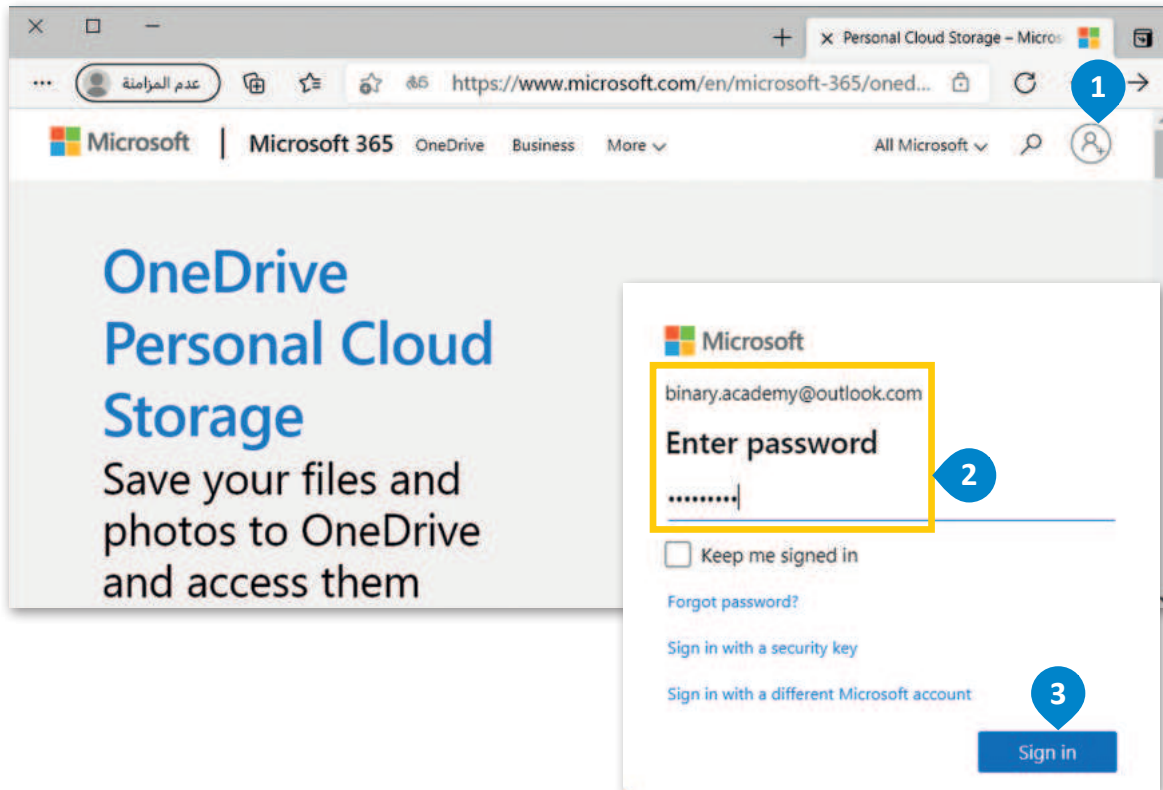 Personal Cloud Storage – Micros
عدم المزامنة
https://www.microsoft.com/en/microsoft-365/oned...
1
Microsoft | Microsoft 365 OneDrive Business More All Microsoft
OneDrive
Personal Cloud
Storage
Save your files and
photos to OneDrive
and access them
Microsoft
binary.academy@outlook.com
Enter password
2
Keep me signed in
Forgot password?
Sign in with a security key
Sign in with a different Microsoft account
3
Sign in